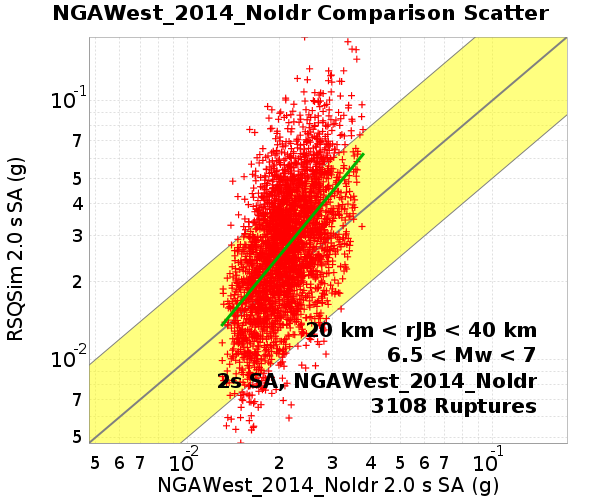 NGAWest_2014_NoIdr Comparison Scatter
RSQSim 2.0 s SA (g)
10-1
7
5
4
3
2
10-2
7
5
20 km < rJB < 40 km
6.5 < Mw < 7
2s SA, NGAWest_2014_NoIdr
3108 Ruptures
5 6 7 10-2 2 3 4 5 6 7 10-1
NGAWest_2014_NoIdr 2.0 s SA (g)